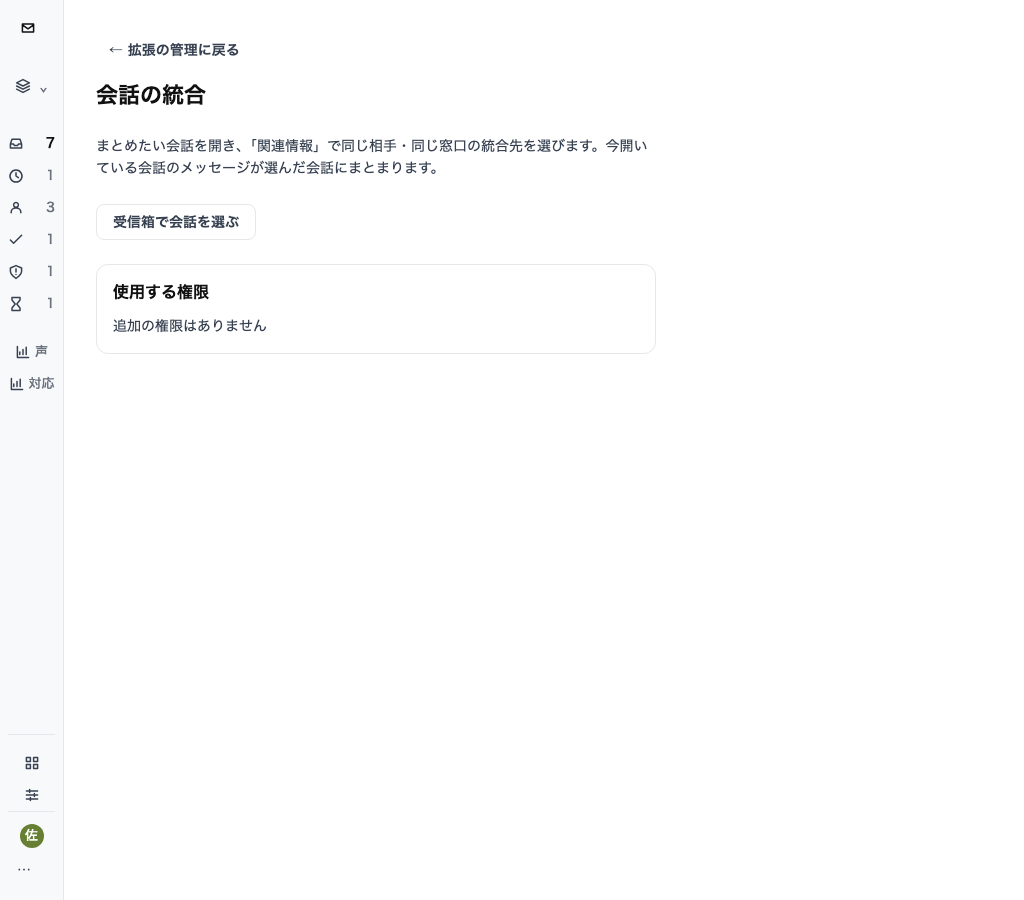 ← 拡張の管理に戻る
会話の統合
まとめたい会話を開き、「関連情報」で同じ相手・同じ窓口の統合先を選びます。今開い
ている会話のメッセージが選んだ会話にまとまります。
受信箱で会話を選ぶ
使用する権限
追加の権限はありません
7
1
3
1
1
1
声
対応
佐
…